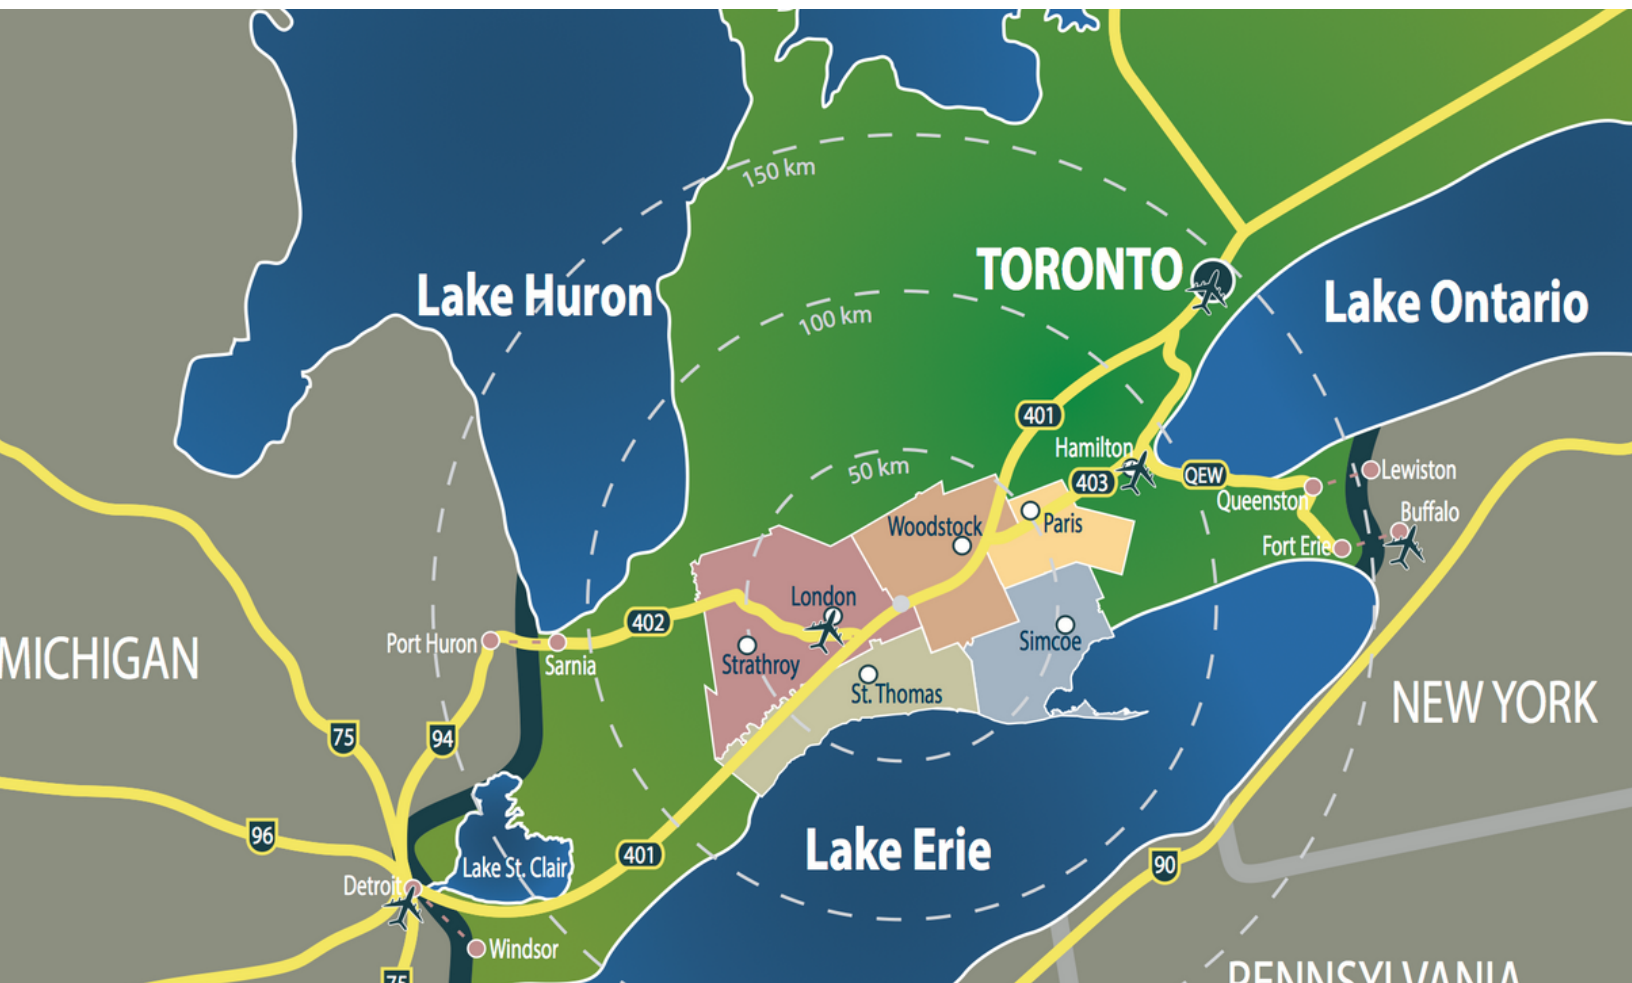 150 km
TORONTO
Lake Huron
Lake Ontario
100 km
401
Hamilton
50 km
403
QEW
Lewiston
Queenston
Buffalo
Woodstock
Paris
Fort Erie
London
402
Port Huron
Sarnia
Strathroy
Simcoe
St. Thomas
MICHIGAN
NEW YORK
75
94
96
401
Lake Erie
Lake St. Clair
90
Detroit
Windsor
75
PENNSYLVANIA